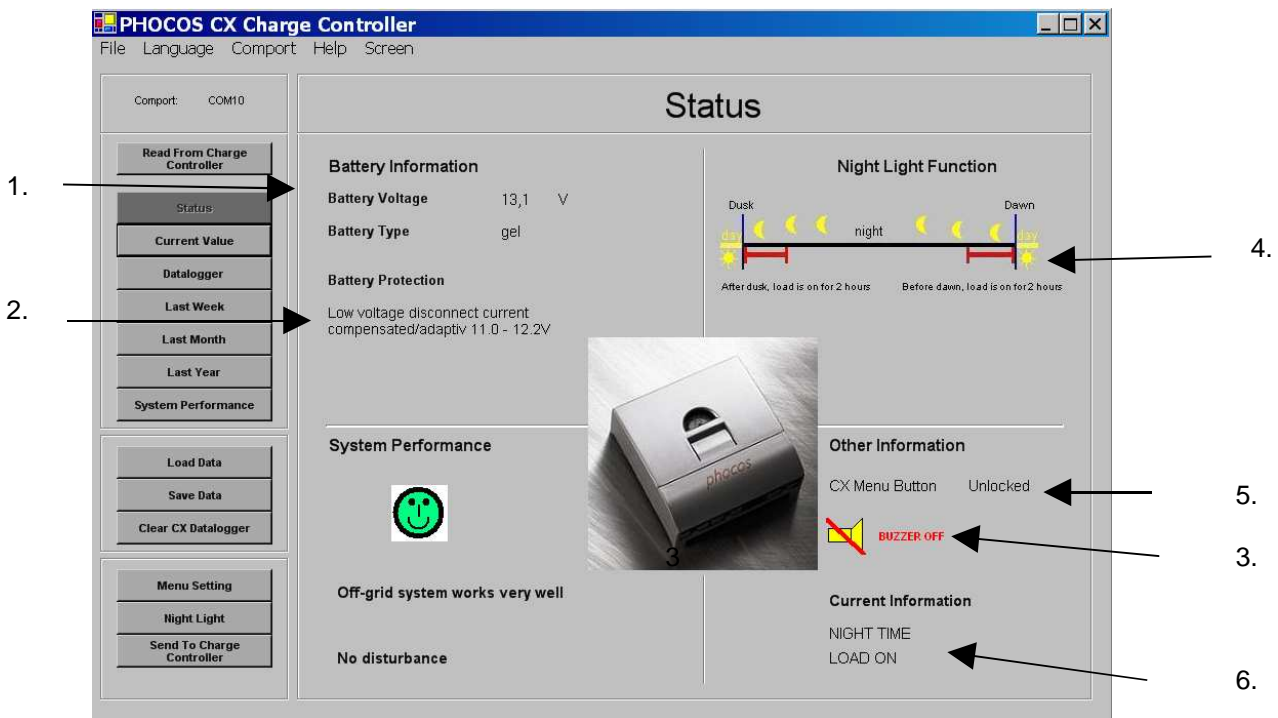 PHOCOS CX Charge Controller
File Language Comport Help Screen
Comport: COM10
Status
Read From Charge
Controller
Status
Current Value
Datalogger
Last Week
Last Month
Last Year
System Performance
Load Data
Save Data
Clear CX Datalogger
Menu Setting
Night Light
Send To Charge
Controller
1.
2.
Battery Information
Battery Voltage 13,1 V
Battery Type gel
Battery Protection
Low voltage disconnect current
compensated/adaptiv 11.0 - 12.2V
Night Light Function
Dusk
Dawn
day
night
day
After dusk, load is on for 2 hours
Before dawn, load is on for2 hours
4.
System Performance
Off-grid system works very well
No disturbance
phocos
3
Other Information
CX Menu Button Unlocked
5.
BUZZER OFF
3.
Current Information
NIGHT TIME
LOAD ON
6.